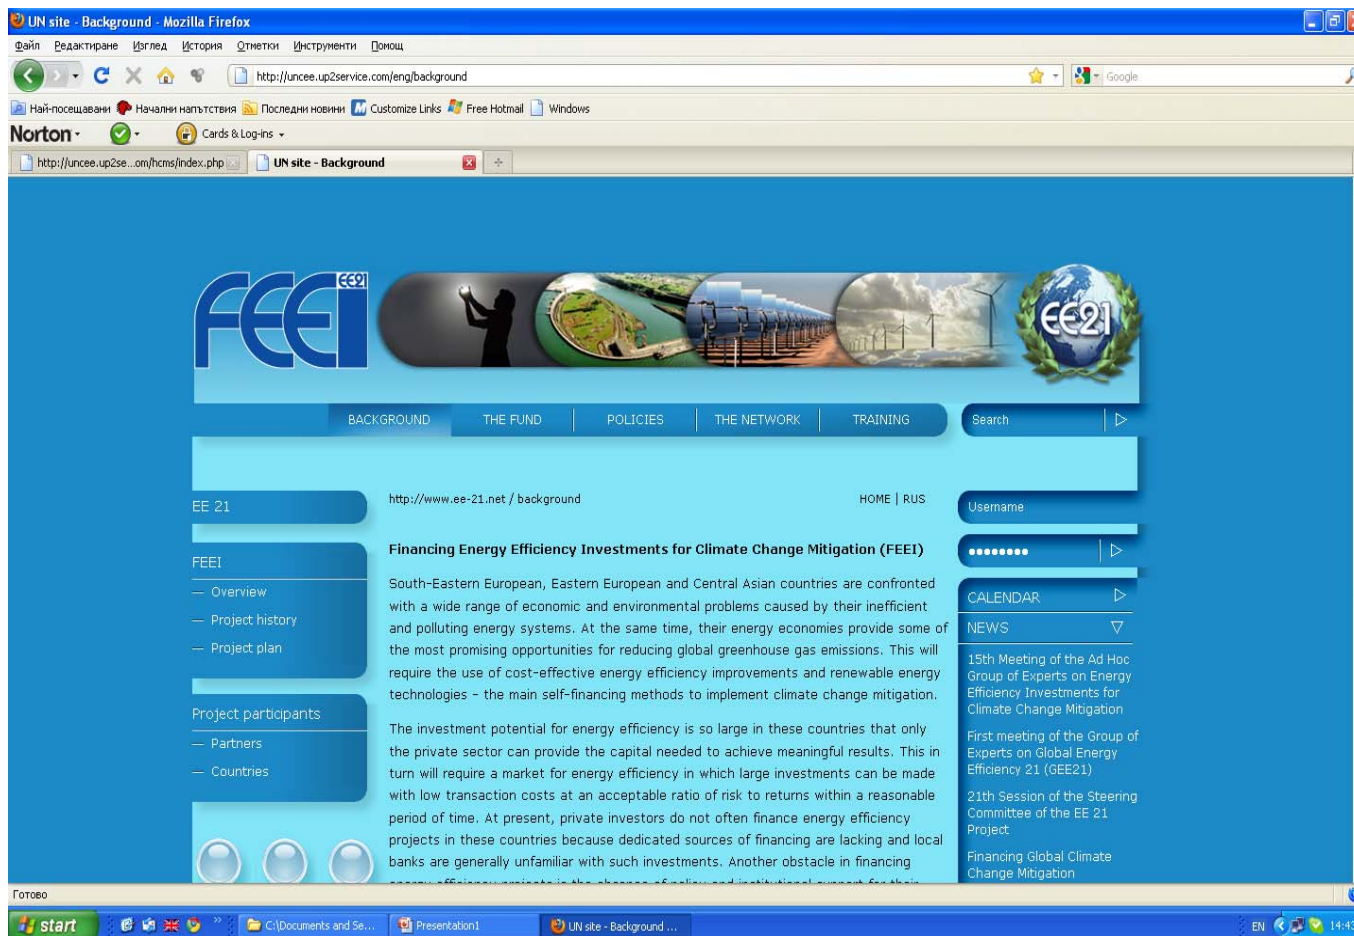 UN site - Background - Mozilla Firefox
Файл Редактиране Изглед История Отметки Инструменти Помощ
http://uncee.up2service.com/eng/background
Google
Най-посещавани Начални напътствия Последни новини Customize Links Free Hotmail Windows
Norton Cards & Log-ins
http://uncee.up2se...om/hcms/index.php UN site - Background
FEEI EE21
EE21
BACKGROUND THE FUND POLICIES THE NETWORK TRAINING Search
http://www.ee-21.net / background HOME | RUS
EE 21
FEEI
— Overview
— Project history
— Project plan
Project participants
— Partners
— Countries
Financing Energy Efficiency Investments for Climate Change Mitigation (FEEI)
South-Eastern European, Eastern European and Central Asian countries are confronted
with a wide range of economic and environmental problems caused by their inefficient
and polluting energy systems. At the same time, their energy economies provide some of
the most promising opportunities for reducing global greenhouse gas emissions. This will
require the use of cost-effective energy efficiency improvements and renewable energy
technologies – the main self-financing methods to implement climate change mitigation.
The investment potential for energy efficiency is so large in these countries that only
the private sector can provide the capital needed to achieve meaningful results. This in
turn will require a market for energy efficiency in which large investments can be made
with low transaction costs at an acceptable ratio of risk to returns within a reasonable
period of time. At present, private investors do not often finance energy efficiency
projects in these countries because dedicated sources of financing are lacking and local
banks are generally unfamiliar with such investments. Another obstacle in financing
Username
CALENDAR
NEWS
15th Meeting of the Ad Hoc
Group of Experts on Energy
Efficiency Investments for
Climate Change Mitigation
First meeting of the Group of
Experts on Global Energy
Efficiency 21 (GEE21)
21th Session of the Steering
Committee of the EE 21
Project
Financing Global Climate
Change Mitigation
Готово
start C:\Documents and Se... Presentation1 UN site - Background ... EN 14:43